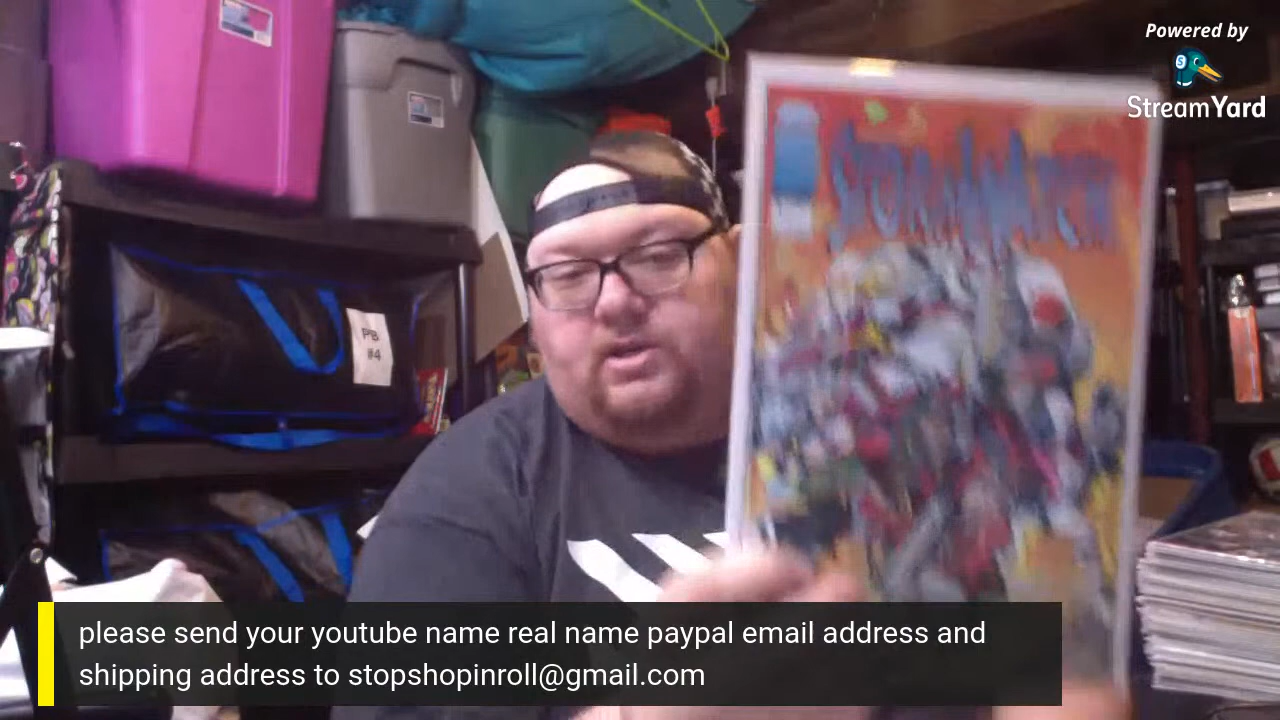 Powered by
StreamYard
STORMWATCH
PB
#4
please send your youtube name real name paypal email address and
shipping address to stopshopinroll@gmail.com